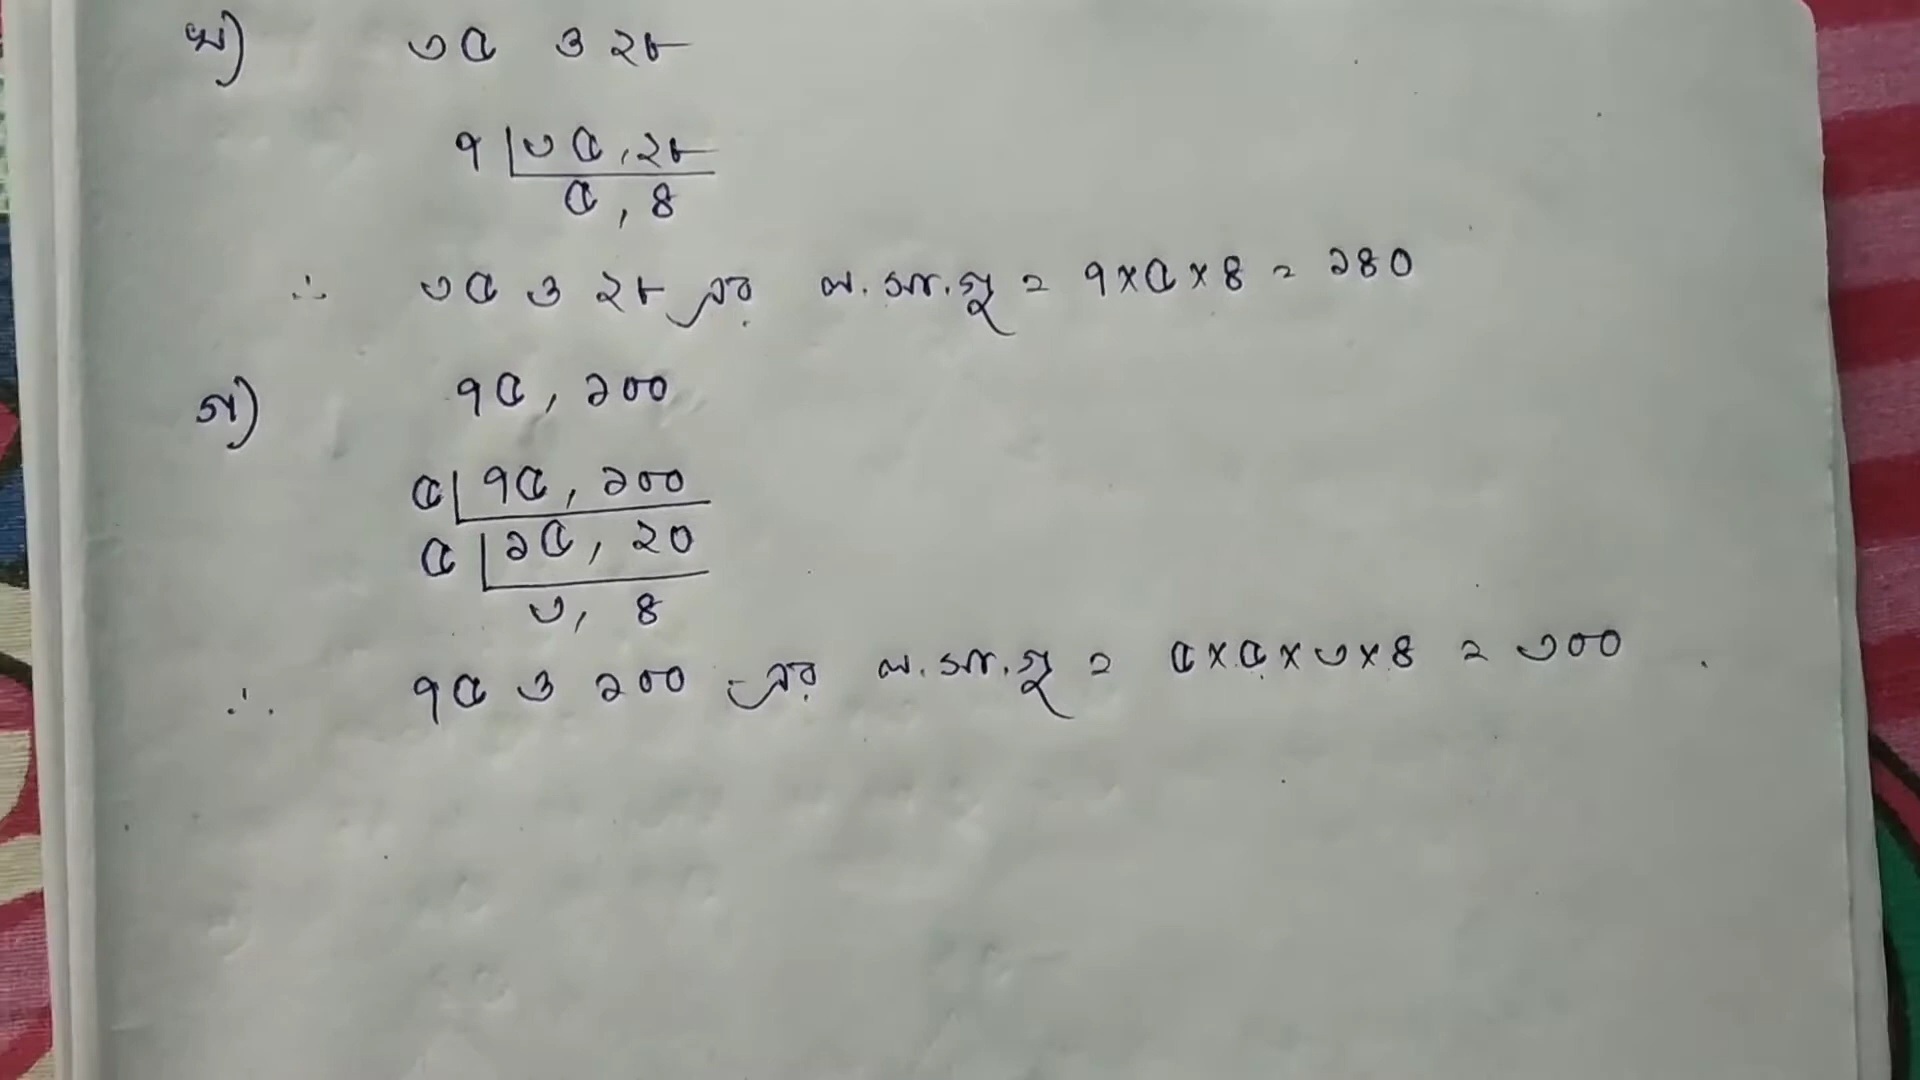 খ) ৩৫ ও ২৮
৭ | ৩৫, ২৮
৫, ৪
∴ ৩৫ ও ২৮ এর ল. সা. গু = ৭ × ৫ × ৪ = ১৪০
গ) ৭৫, ১০০
৫ | ৭৫, ১০০
৫ | ১৫, ২০
৩, ৪
∴ ৭৫ ও ১০০ - এর ল. সা. গু = ৫ × ৫ × ৩ × ৪ = ৩০০